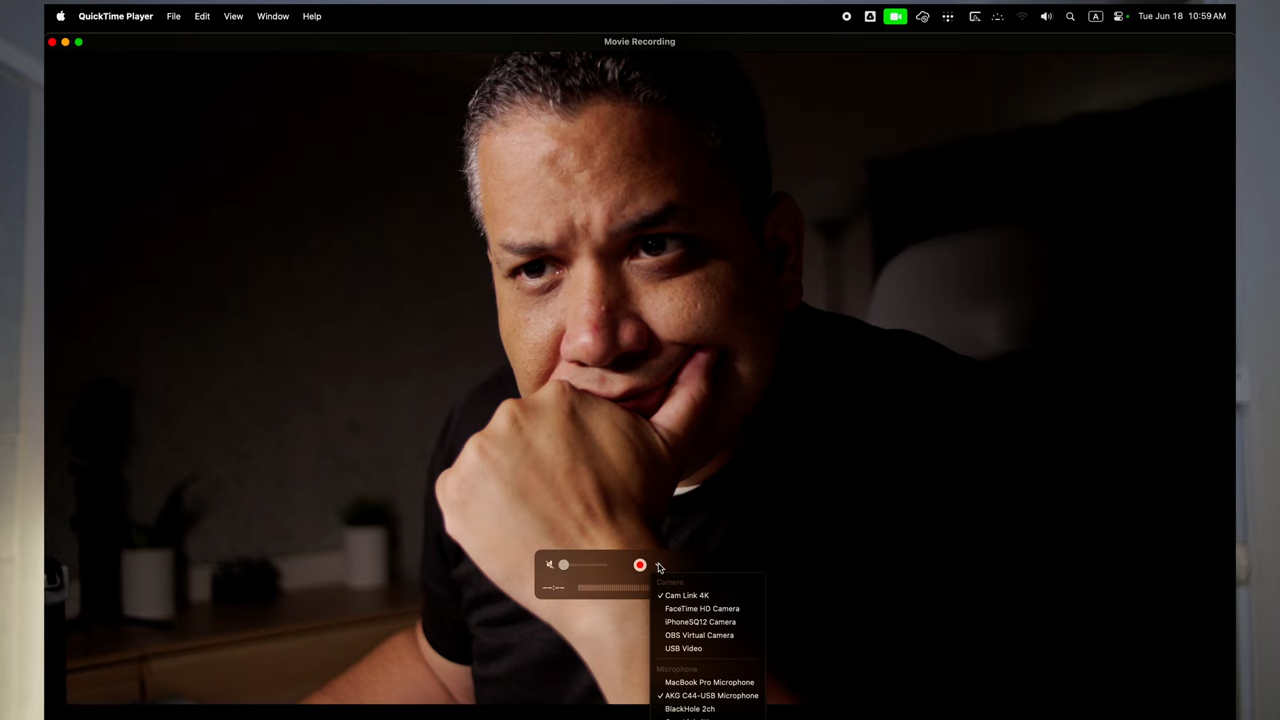 QuickTime Player File Edit View Window Help A Tue Jun 18 10:59 AM
Movie Recording
--:--
Camera
✓ Cam Link 4K
FaceTime HD Camera
iPhoneSQ12 Camera
OBS Virtual Camera
USB Video
Microphone
MacBook Pro Microphone
✓ AKG C44-USB Microphone
BlackHole 2ch